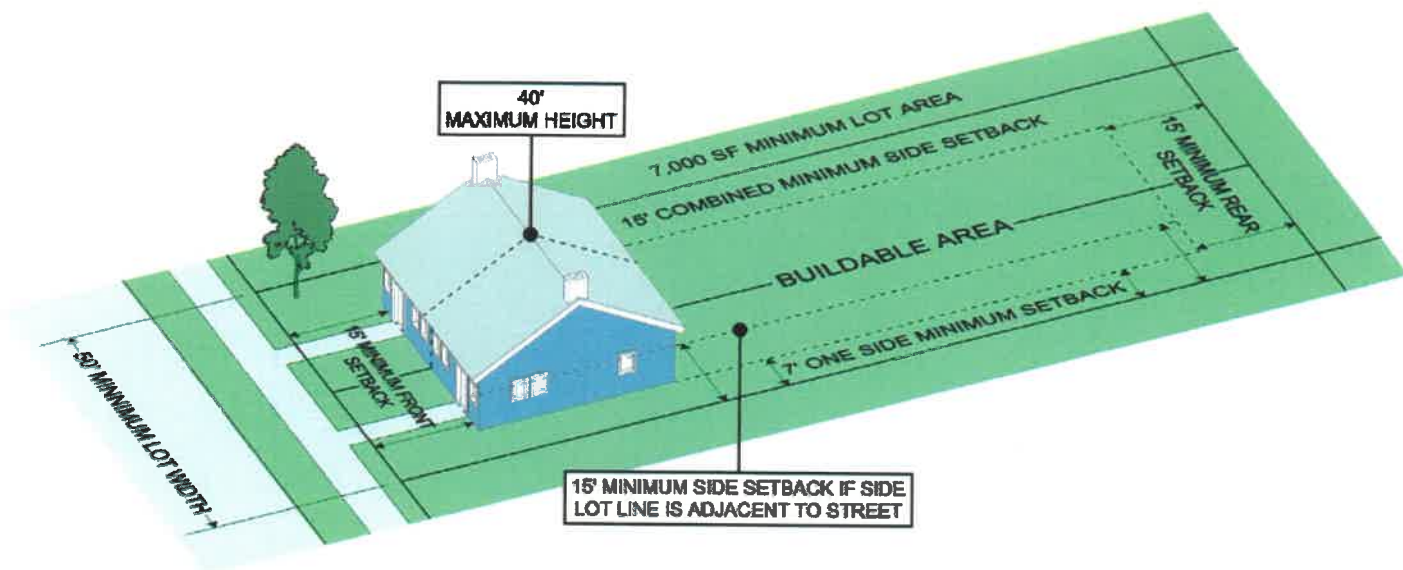 40'
MAXIMUM HEIGHT
7,000 SF MINIMUM LOT AREA
15' COMBINED MINIMUM SIDE SETBACK
15' MINIMUM REAR
SETBACK
BUILDABLE AREA
7' ONE SIDE MINIMUM SETBACK
15' MINIMUM FRONT
SETBACK
50' MINNIMUM LOT WIDTH
15' MINIMUM SIDE SETBACK IF SIDE
LOT LINE IS ADJACENT TO STREET